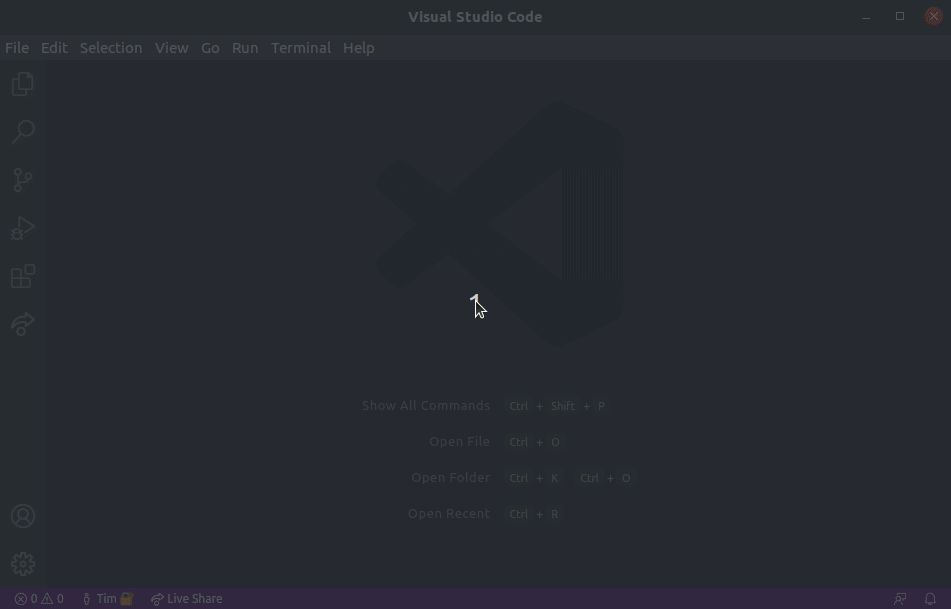 Visual Studio Code
File Edit Selection View Go Run Terminal Help
Show All Commands Ctrl + Shift + P
Open File Ctrl + O
Open Folder Ctrl + K Ctrl + O
Open Recent Ctrl + R
0 0 Tim Live Share